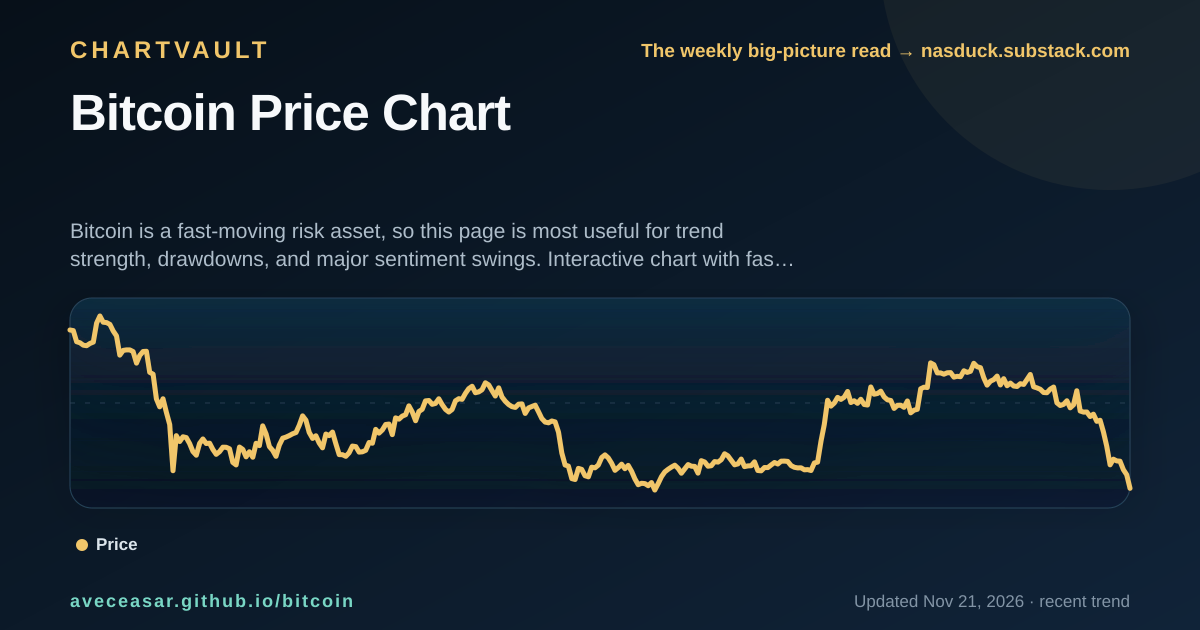 CHARTVAULT
The weekly big-picture read → nasduck.substack.com
Bitcoin Price Chart
Bitcoin is a fast-moving risk asset, so this page is most useful for trend
strength, drawdowns, and major sentiment swings. Interactive chart with fas…
Price
aveceasar.github.io/bitcoin
Updated Nov 21, 2026 · recent trend